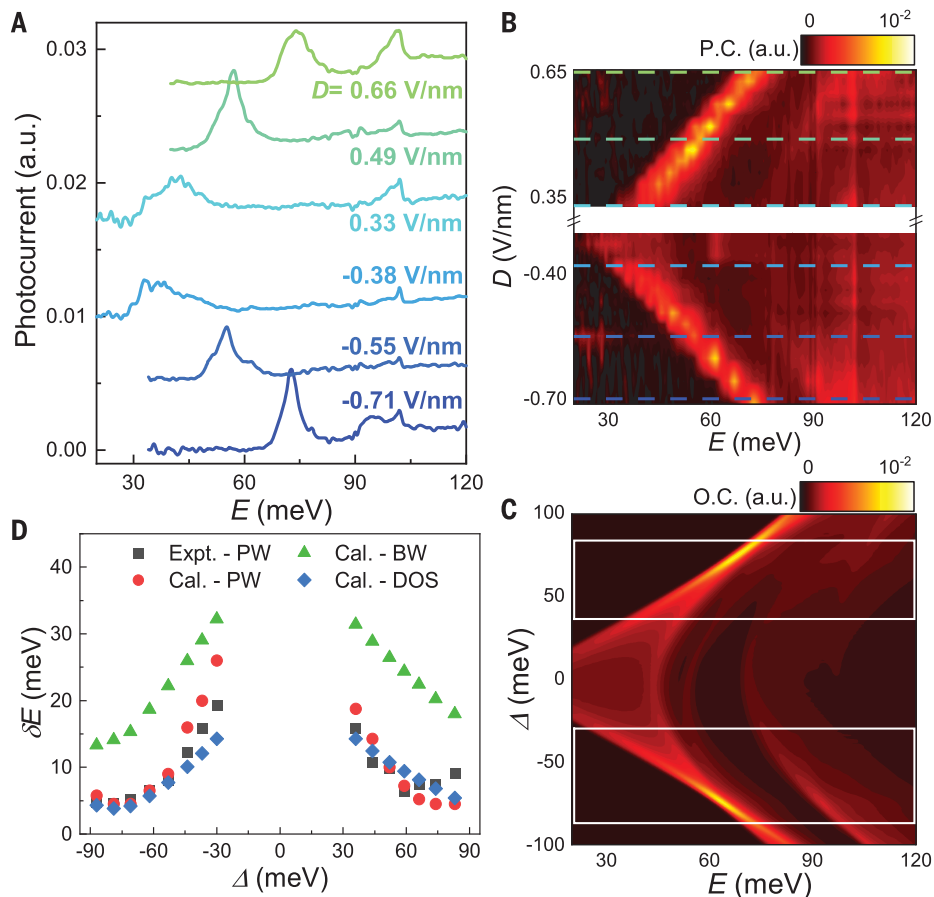 A
Photocurrent (a.u.)
0.03
0.02
0.01
0.00
D= 0.66 V/nm
0.49 V/nm
0.33 V/nm
-0.38 V/nm
-0.55 V/nm
-0.71 V/nm
30 60 90 120
E (meV)
B
0 10-2
P.C. (a.u.)
0.65
0.35
-0.40
-0.70
D (V/nm)
30 60 90 120
E (meV)
D
Expt. - PW
Cal. - BW
Cal. - PW
Cal. - DOS
40
30
20
10
0
δE (meV)
-90 -60 -30 0 30 60 90
Δ (meV)
0 10-2
O.C. (a.u.)
C
100
50
0
-50
-100
Δ (meV)
30 60 90 120
E (meV)